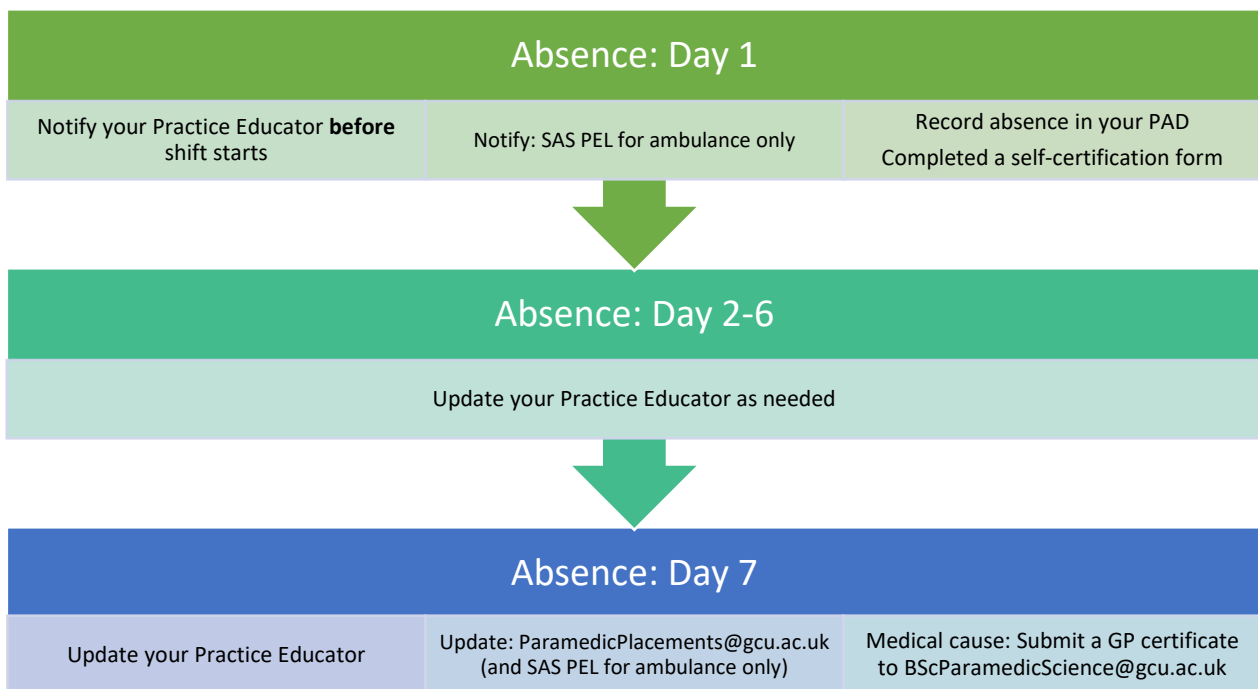 Absence: Day 1
Notify your Practice Educator before
shift starts
Notify: SAS PEL for ambulance only
Record absence in your PAD
Completed a self-certification form
Absence: Day 2-6
Update your Practice Educator as needed
Absence: Day 7
Update your Practice Educator
Update: ParamedicPlacements@gcu.ac.uk
(and SAS PEL for ambulance only)
Medical cause: Submit a GP certificate
to BScParamedicScience@gcu.ac.uk